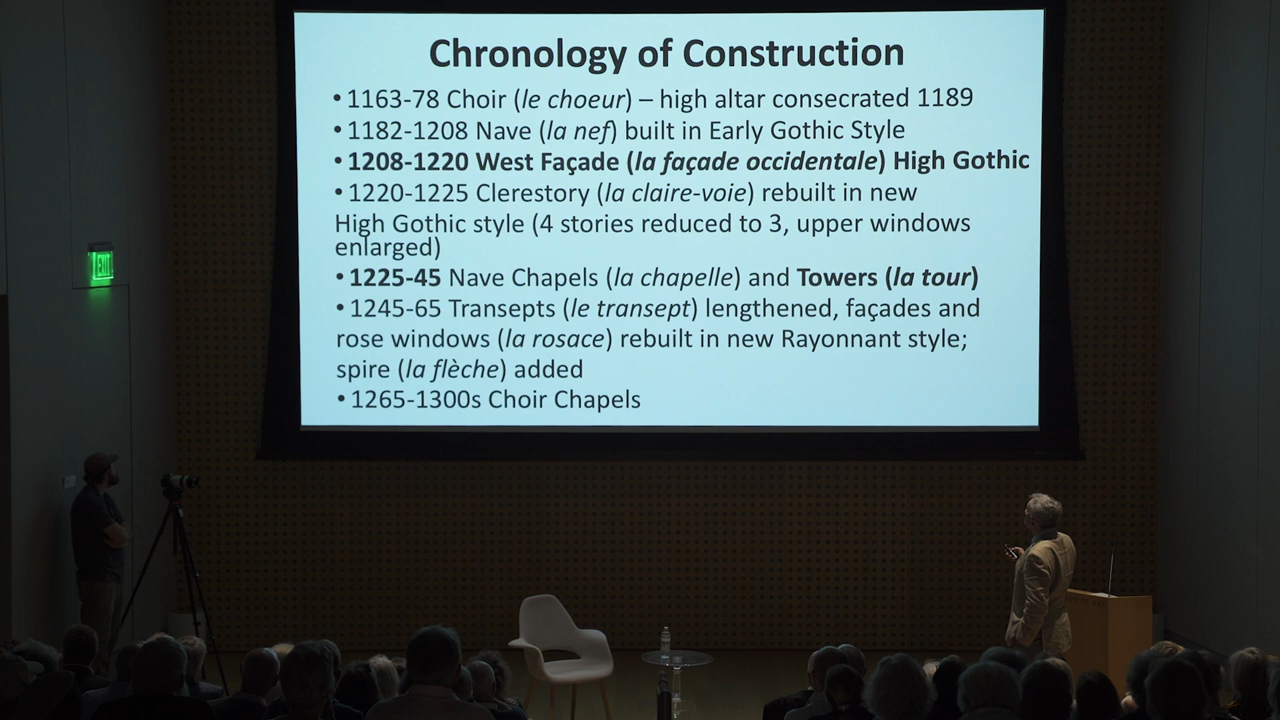 Chronology of Construction
• 1163-78 Choir (le choeur) – high altar consecrated 1189
• 1182-1208 Nave (la nef) built in Early Gothic Style
• 1208-1220 West Façade (la façade occidentale) High Gothic
• 1220-1225 Clerestory (la claire-voie) rebuilt in new
High Gothic style (4 stories reduced to 3, upper windows
enlarged)
• 1225-45 Nave Chapels (la chapelle) and Towers (la tour)
• 1245-65 Transepts (le transept) lengthened, façades and
rose windows (la rosace) rebuilt in new Rayonnant style;
spire (la flèche) added
• 1265-1300s Choir Chapels
EXIT